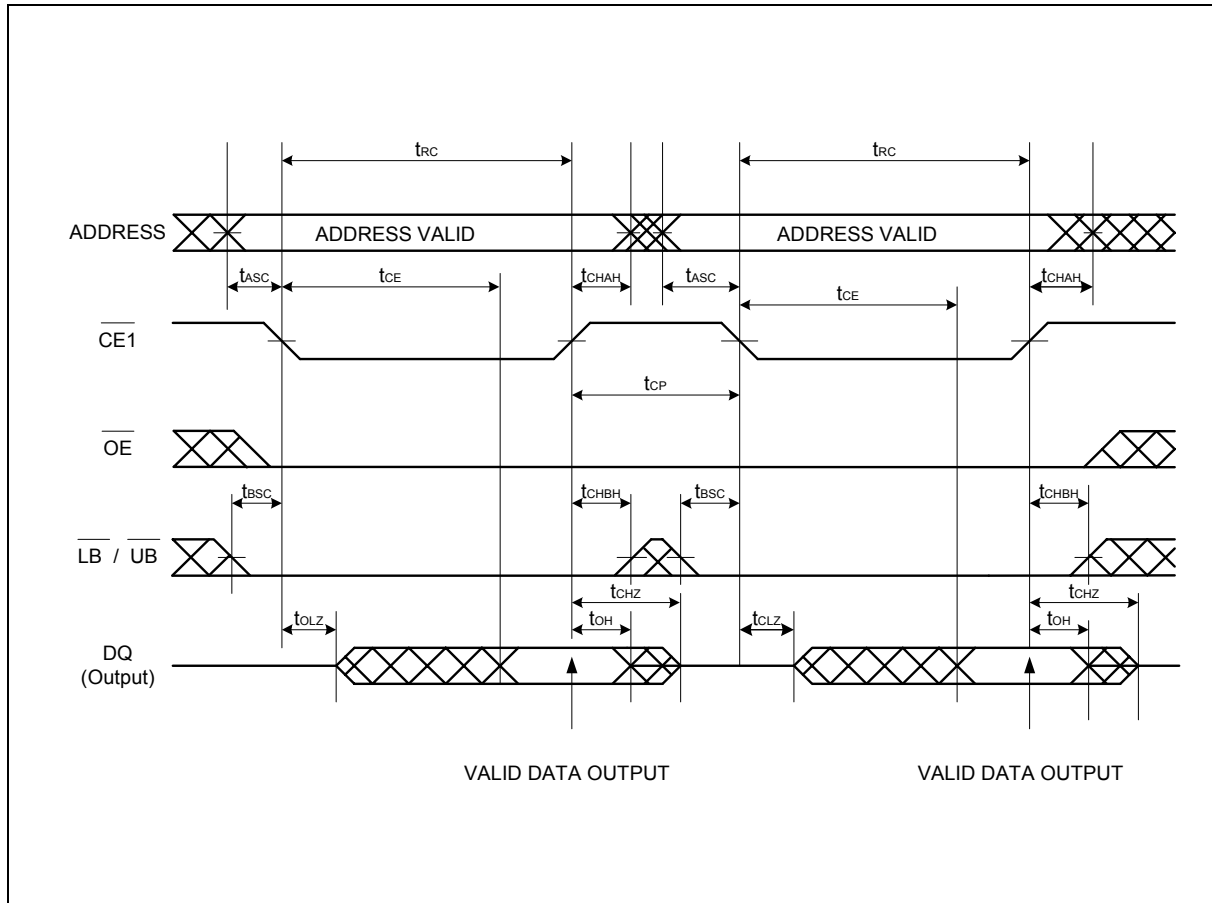 tRC tRC
ADDRESS ADDRESS VALID ADDRESS VALID
tASC tCE tCHAH tASC tCE tCHAH
CE1
tCP
OE
tBSC tCHBH tBSC tCHBH
LB / UB
tCHZ tCHZ
tOLZ tOH tCLZ tOH
DQ
(Output)
VALID DATA OUTPUT VALID DATA OUTPUT